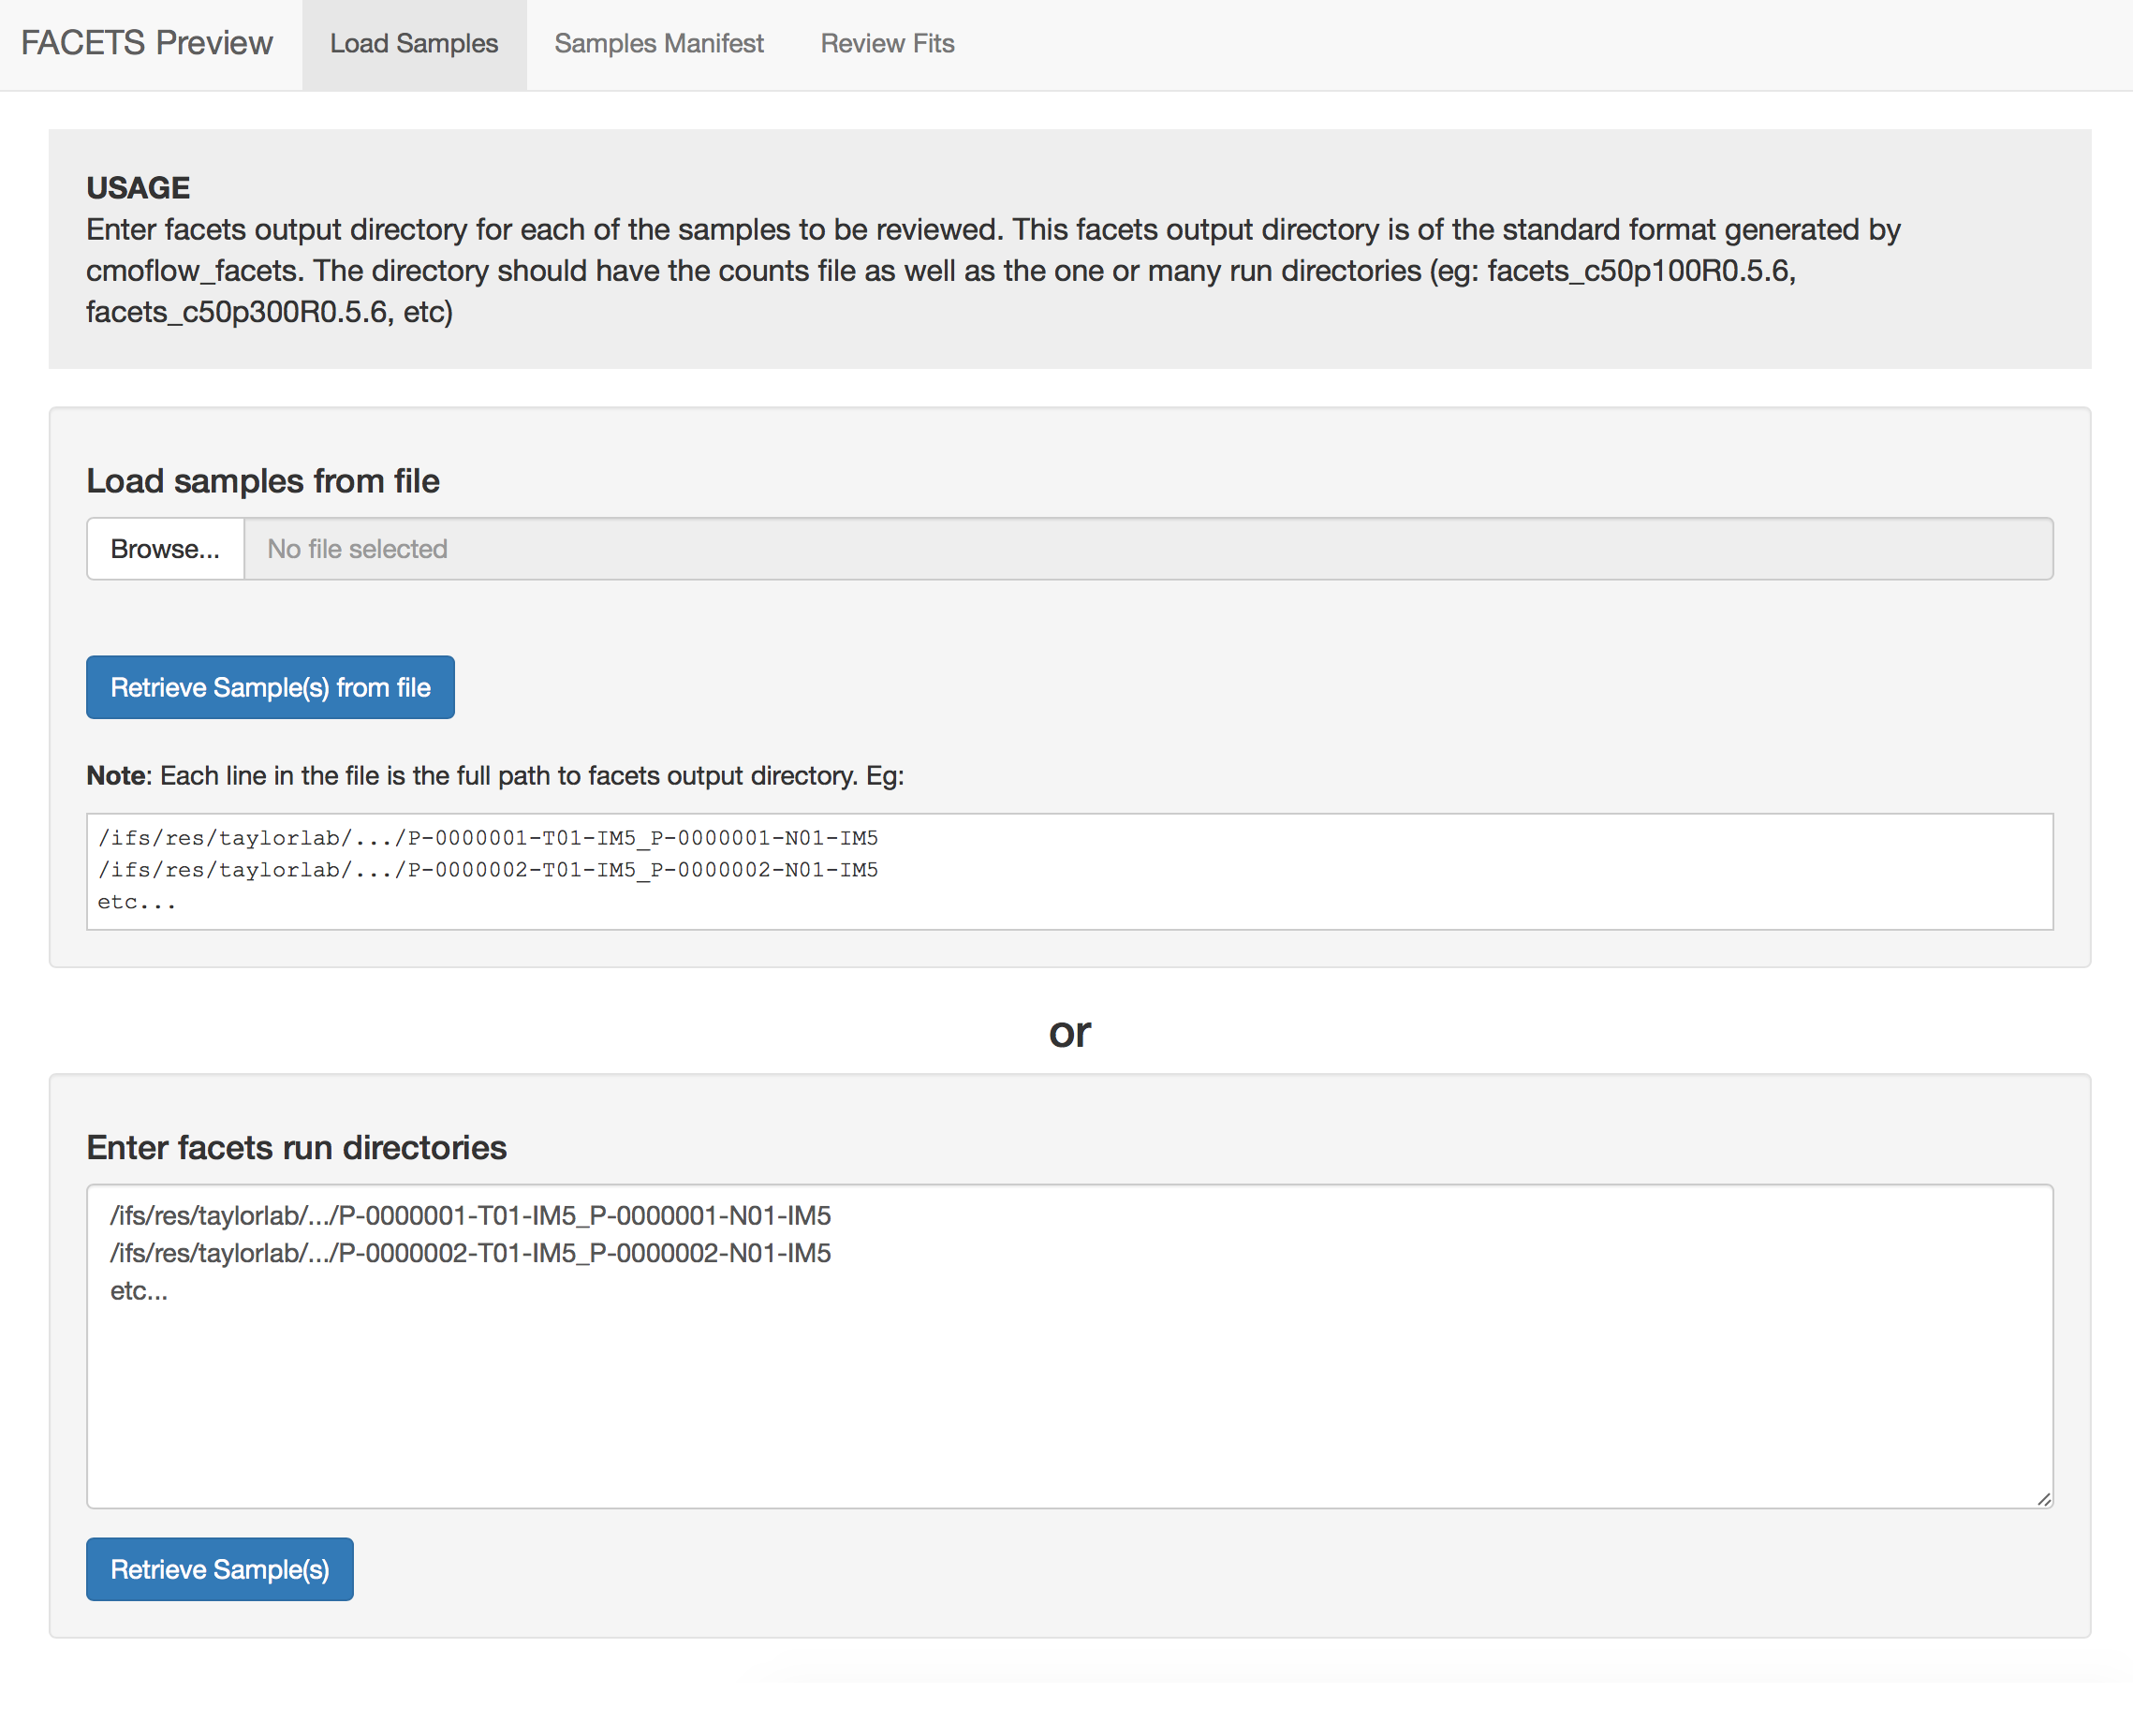 FACETS Preview
Load Samples
Samples Manifest
Review Fits
USAGE
Enter facets output directory for each of the samples to be reviewed. This facets output directory is of the standard format generated by
cmoflow_facets. The directory should have the counts file as well as the one or many run directories (eg: facets_c50p100R0.5.6,
facets_c50p300R0.5.6, etc)
Load samples from file
Browse...
No file selected
Retrieve Sample(s) from file
Note: Each line in the file is the full path to facets output directory. Eg:
/ifs/res/taylorlab/.../P-0000001-T01-IM5_P-0000001-N01-IM5
/ifs/res/taylorlab/.../P-0000002-T01-IM5_P-0000002-N01-IM5
etc...
or
Enter facets run directories
/ifs/res/taylorlab/.../P-0000001-T01-IM5_P-0000001-N01-IM5
/ifs/res/taylorlab/.../P-0000002-T01-IM5_P-0000002-N01-IM5
etc...
Retrieve Sample(s)